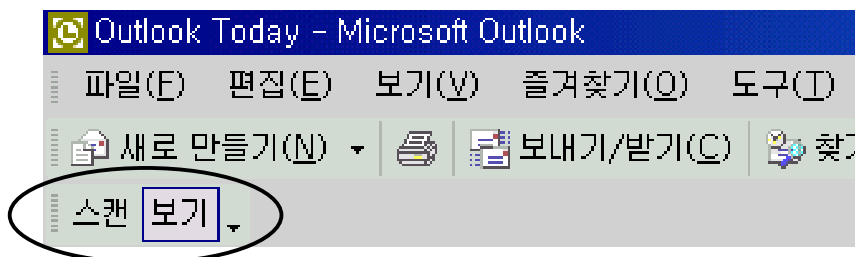 Outlook Today - Microsoft Outlook
파일(F) 편집(E) 보기(V) 즐겨찾기(O) 도구(T)
새로 만들기(N) 보내기/받기(C)
스캔 보기